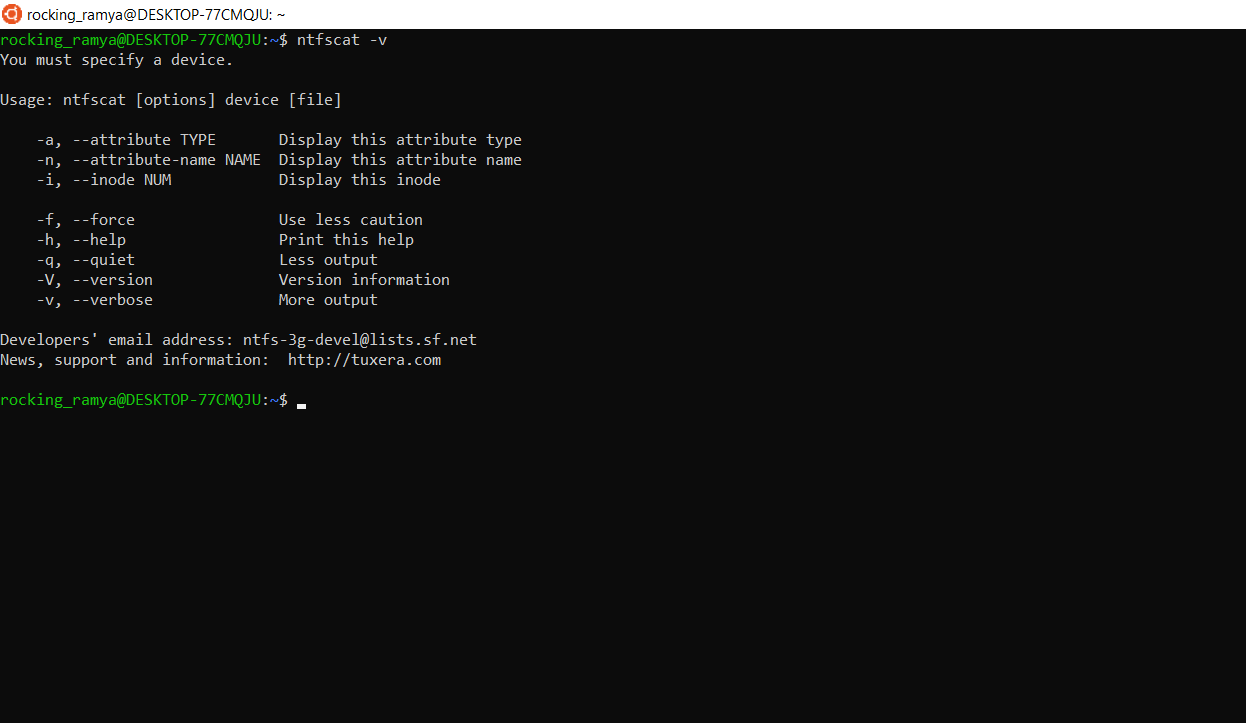 rocking_ramya@DESKTOP-77CMQJU: ~
rocking_ramya@DESKTOP-77CMQJU:~$ ntfscat -v
You must specify a device.
Usage: ntfscat [options] device [file]
-a, --attribute TYPE Display this attribute type
-n, --attribute-name NAME Display this attribute name
-i, --inode NUM Display this inode
-f, --force Use less caution
-h, --help Print this help
-q, --quiet Less output
-V, --version Version information
-v, --verbose More output
Developers' email address: ntfs-3g-devel@lists.sf.net
News, support and information: http://tuxera.com
rocking_ramya@DESKTOP-77CMQJU:~$